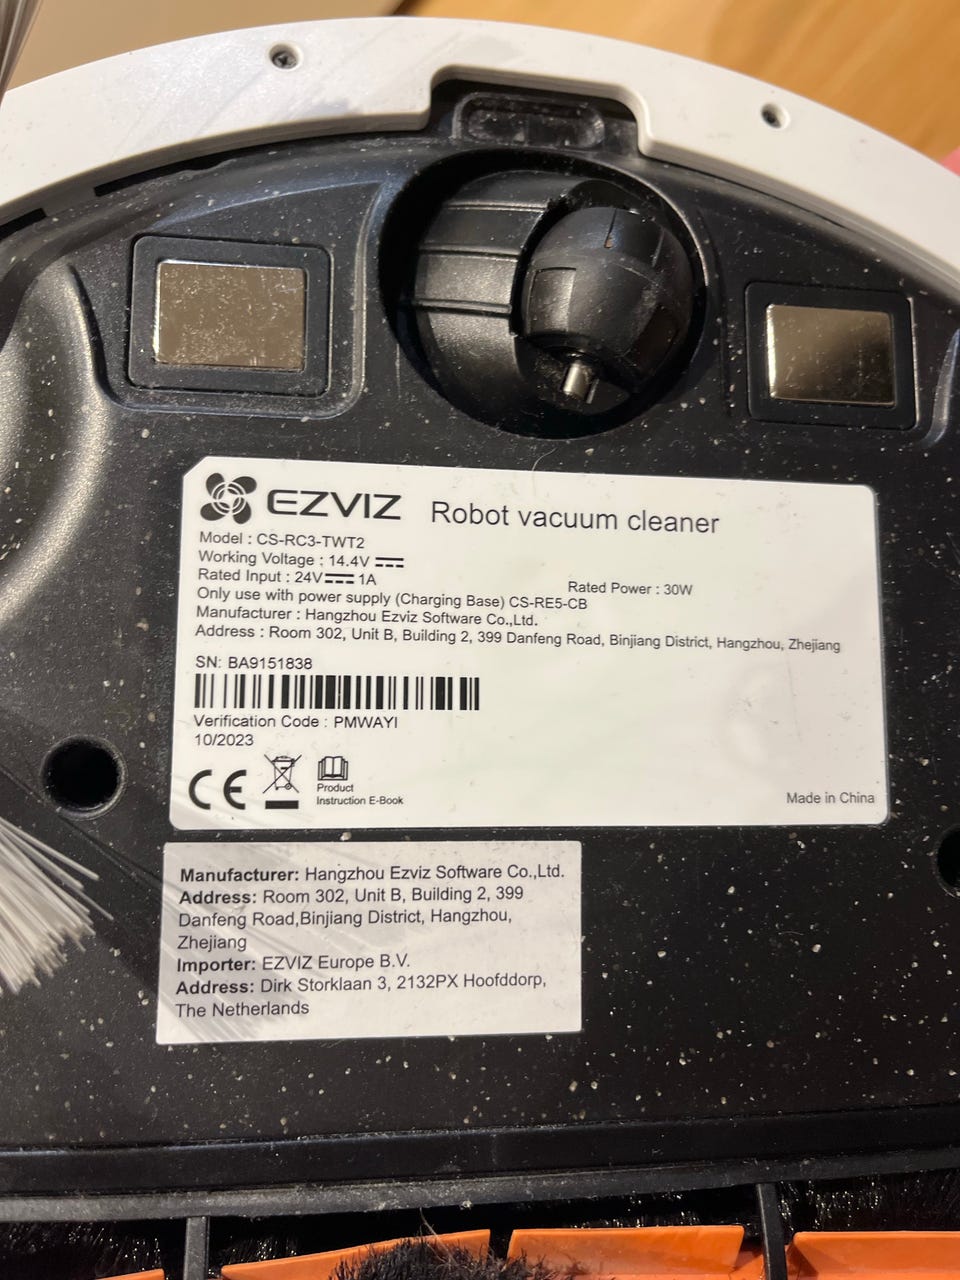 EZVIZ Robot vacuum cleaner
Model : CS-RC3-TWT2
Working Voltage : 14.4V
Rated Input : 24V 1A
Rated Power : 30W
Only use with power supply (Charging Base) CS-RE5-CB
Manufacturer : Hangzhou Ezviz Software Co.,Ltd.
Address : Room 302, Unit B, Building 2, 399 Danfeng Road, Binjiang District, Hangzhou, Zhejiang
SN: BA9151838
Verification Code : PMWAYI
10/2023
CE
Product
Instruction E-Book
Made in China
Manufacturer: Hangzhou Ezviz Software Co.,Ltd.
Address: Room 302, Unit B, Building 2, 399
Danfeng Road,Binjiang District, Hangzhou,
Zhejiang
Importer: EZVIZ Europe B.V.
Address: Dirk Storklaan 3, 2132PX Hoofddorp,
The Netherlands